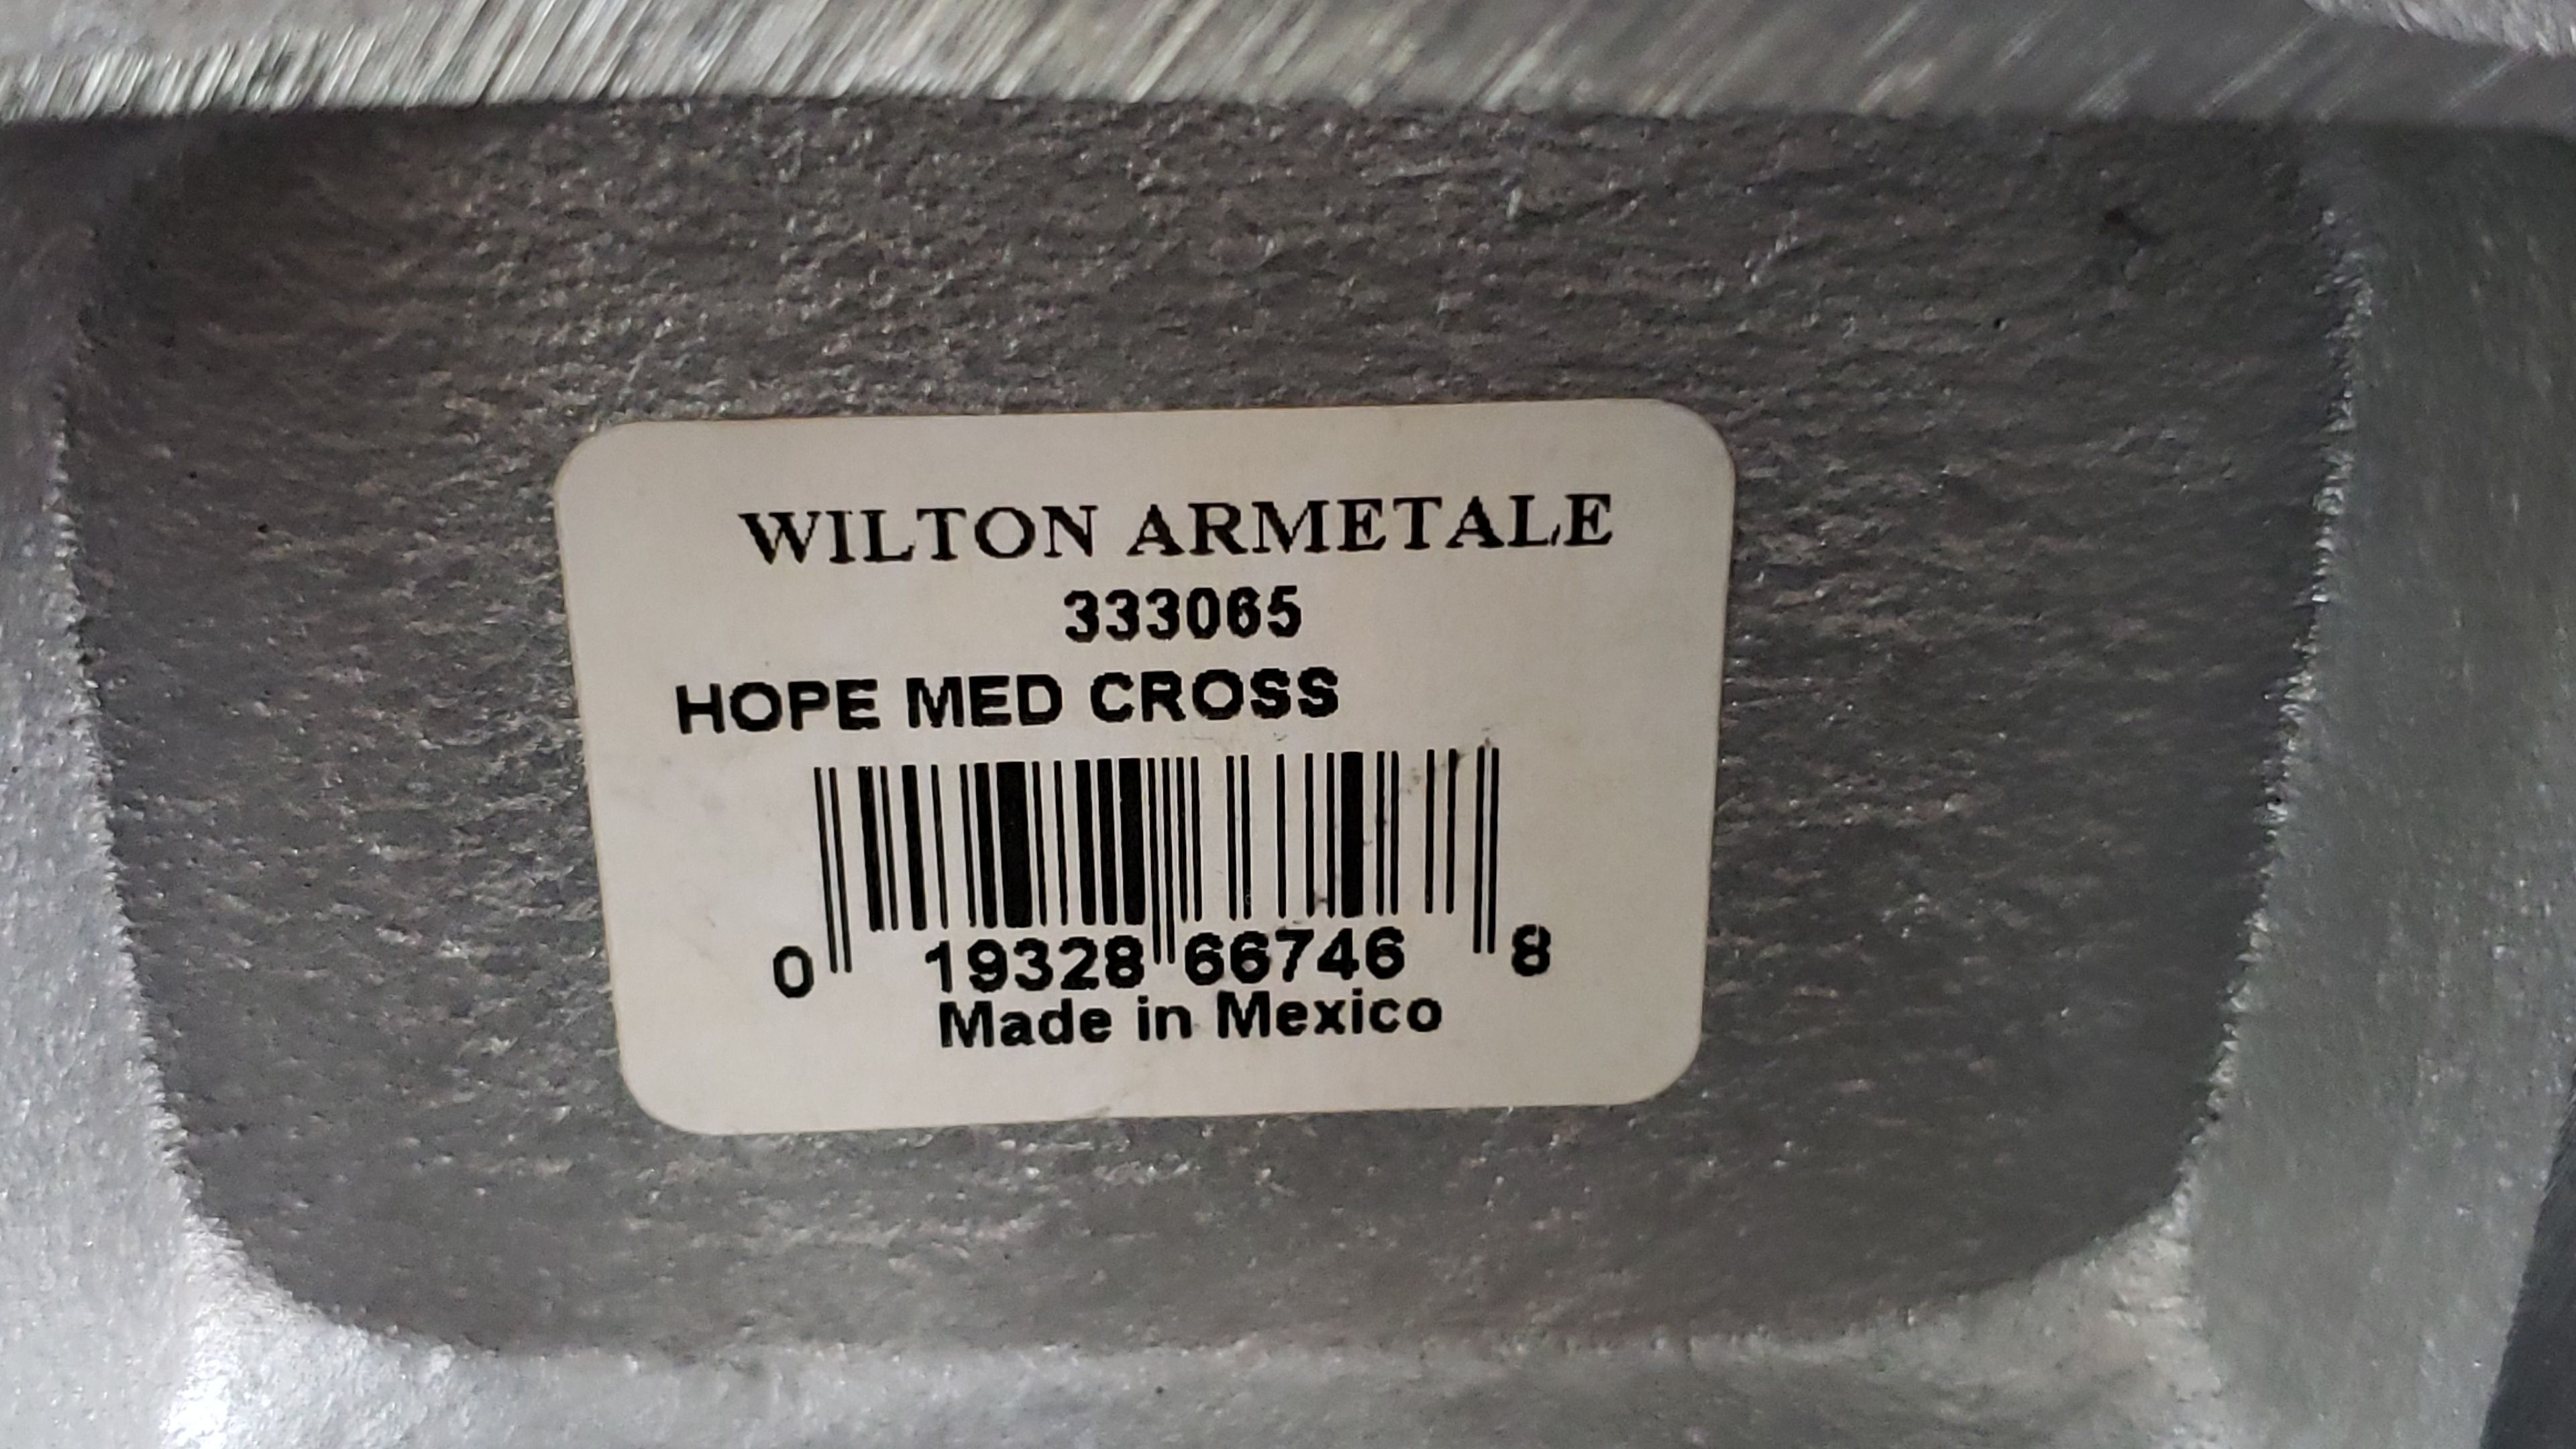 WILTON ARMETALE
333065
HOPE MED CROSS
0 19328 66746 8
Made in Mexico